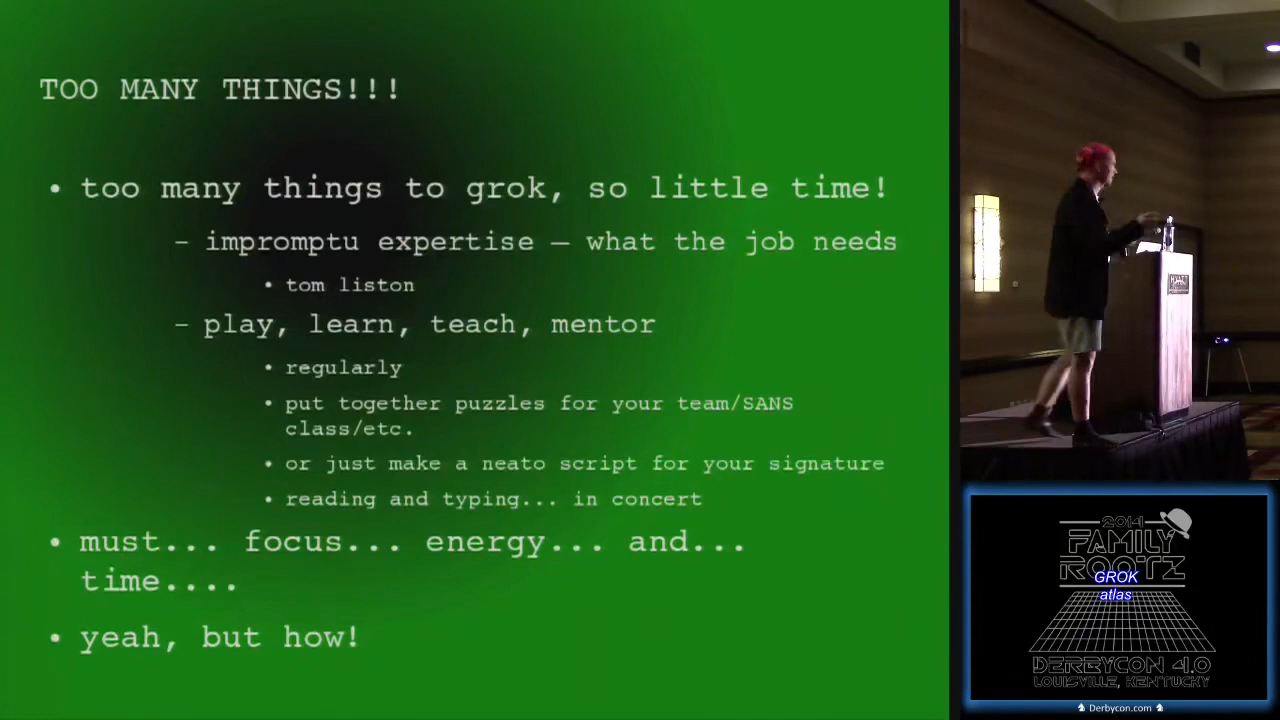 TOO MANY THINGS!!!
• too many things to grok, so little time!
– impromptu expertise — what the job needs
• tom liston
– play, learn, teach, mentor
• regularly
• put together puzzles for your team/SANS
class/etc.
• or just make a neato script for your signature
• reading and typing... in concert
• must... focus... energy... and...
time....
• yeah, but how!
HYATT
2014
FAMILY
ROOTZ
GROK
atlas
DERBYCON 4.0
LOUISVILLE, KENTUCKY
Derbycon.com